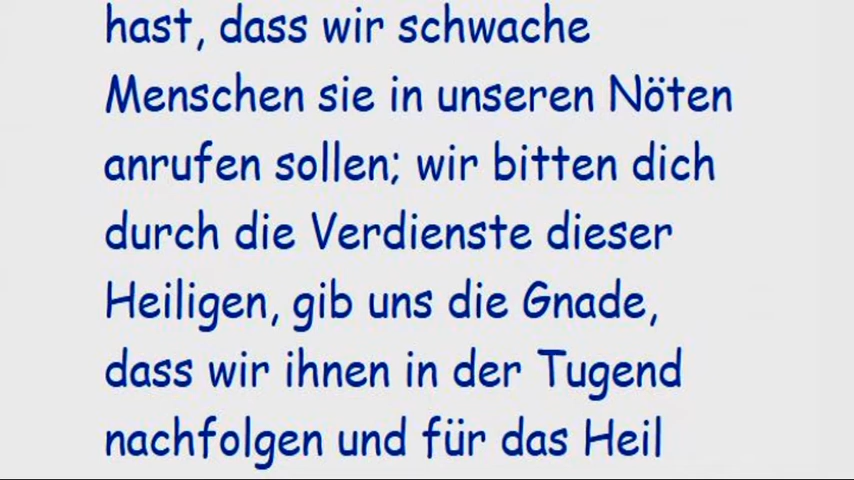 hast, dass wir schwache
Menschen sie in unseren Nöten
anrufen sollen; wir bitten dich
durch die Verdienste dieser
Heiligen, gib uns die Gnade,
dass wir ihnen in der Tugend
nachfolgen und für das Heil